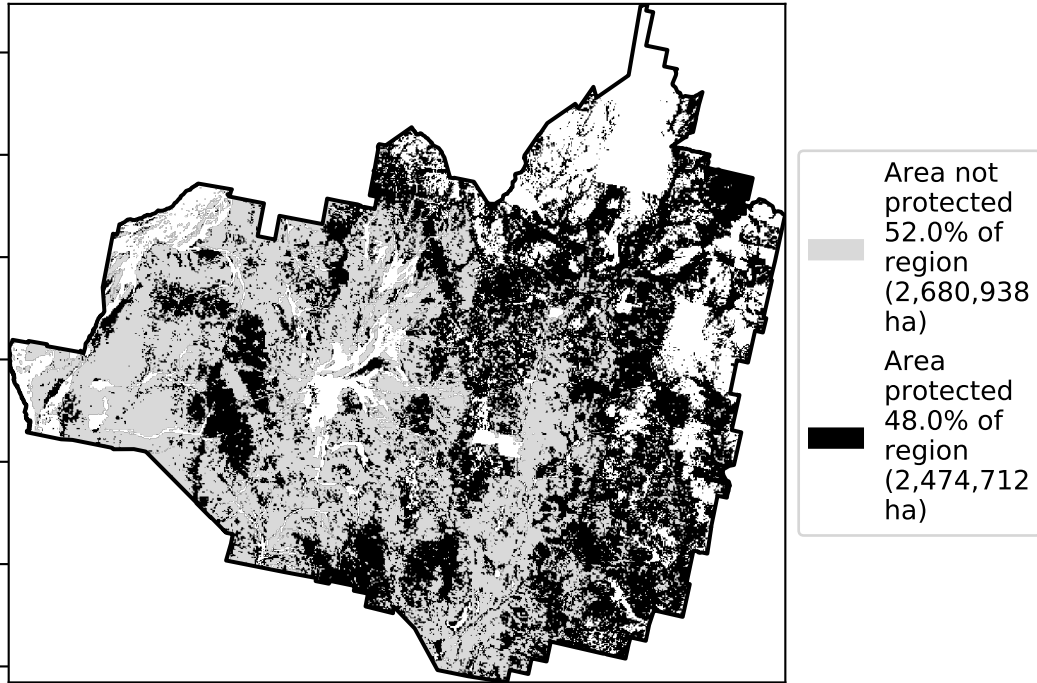 Area not
protected
52.0% of
region
(2,680,938
ha)
Area
protected
48.0% of
region
(2,474,712
ha)